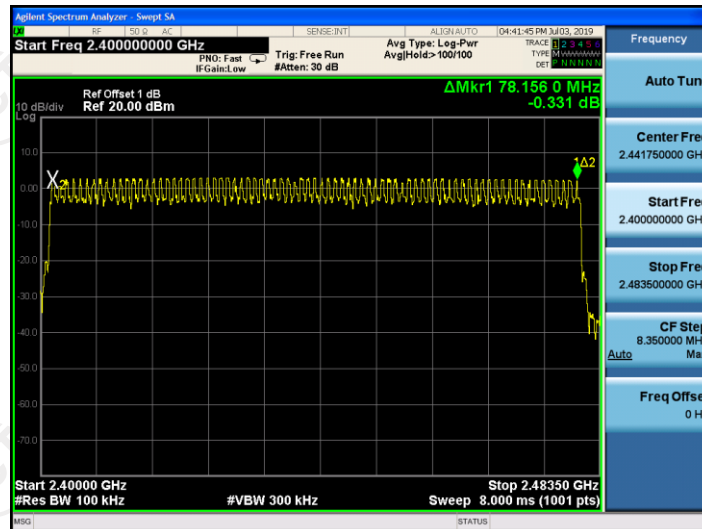 Agilent Spectrum Analyzer - Swept SA
RF 50 Ω AC SENSE:INT ALIGNAUTO 04:41:45 PM Jul 03, 2019
Start Freq 2.400000000 GHz
PNO: Fast
IFGain:Low
Trig: Free Run
#Atten: 30 dB
Avg Type: Log-Pwr
Avg|Hold:>100/100
TRACE 1 2 3 4 5 6
TYPE M
DET P N N N N N
ΔMkr1 78.156 0 MHz
-0.331 dB
Ref Offset 1 dB
Ref 20.00 dBm
10 dB/div
Log
10.0
0.00
-10.0
-20.0
-30.0
-40.0
-50.0
-60.0
-70.0
1Δ2
Start 2.40000 GHz
Stop 2.48350 GHz
#Res BW 100 kHz
#VBW 300 kHz
Sweep 8.000 ms (1001 pts)
MSG
STATUS
Frequency
Auto Tun
Center Fre
2.441750000 GH
Start Fre
2.400000000 GH
Stop Fre
2.483500000 GH
CF Ste
8.350000 MH
Auto Ma
Freq Offse
0 H